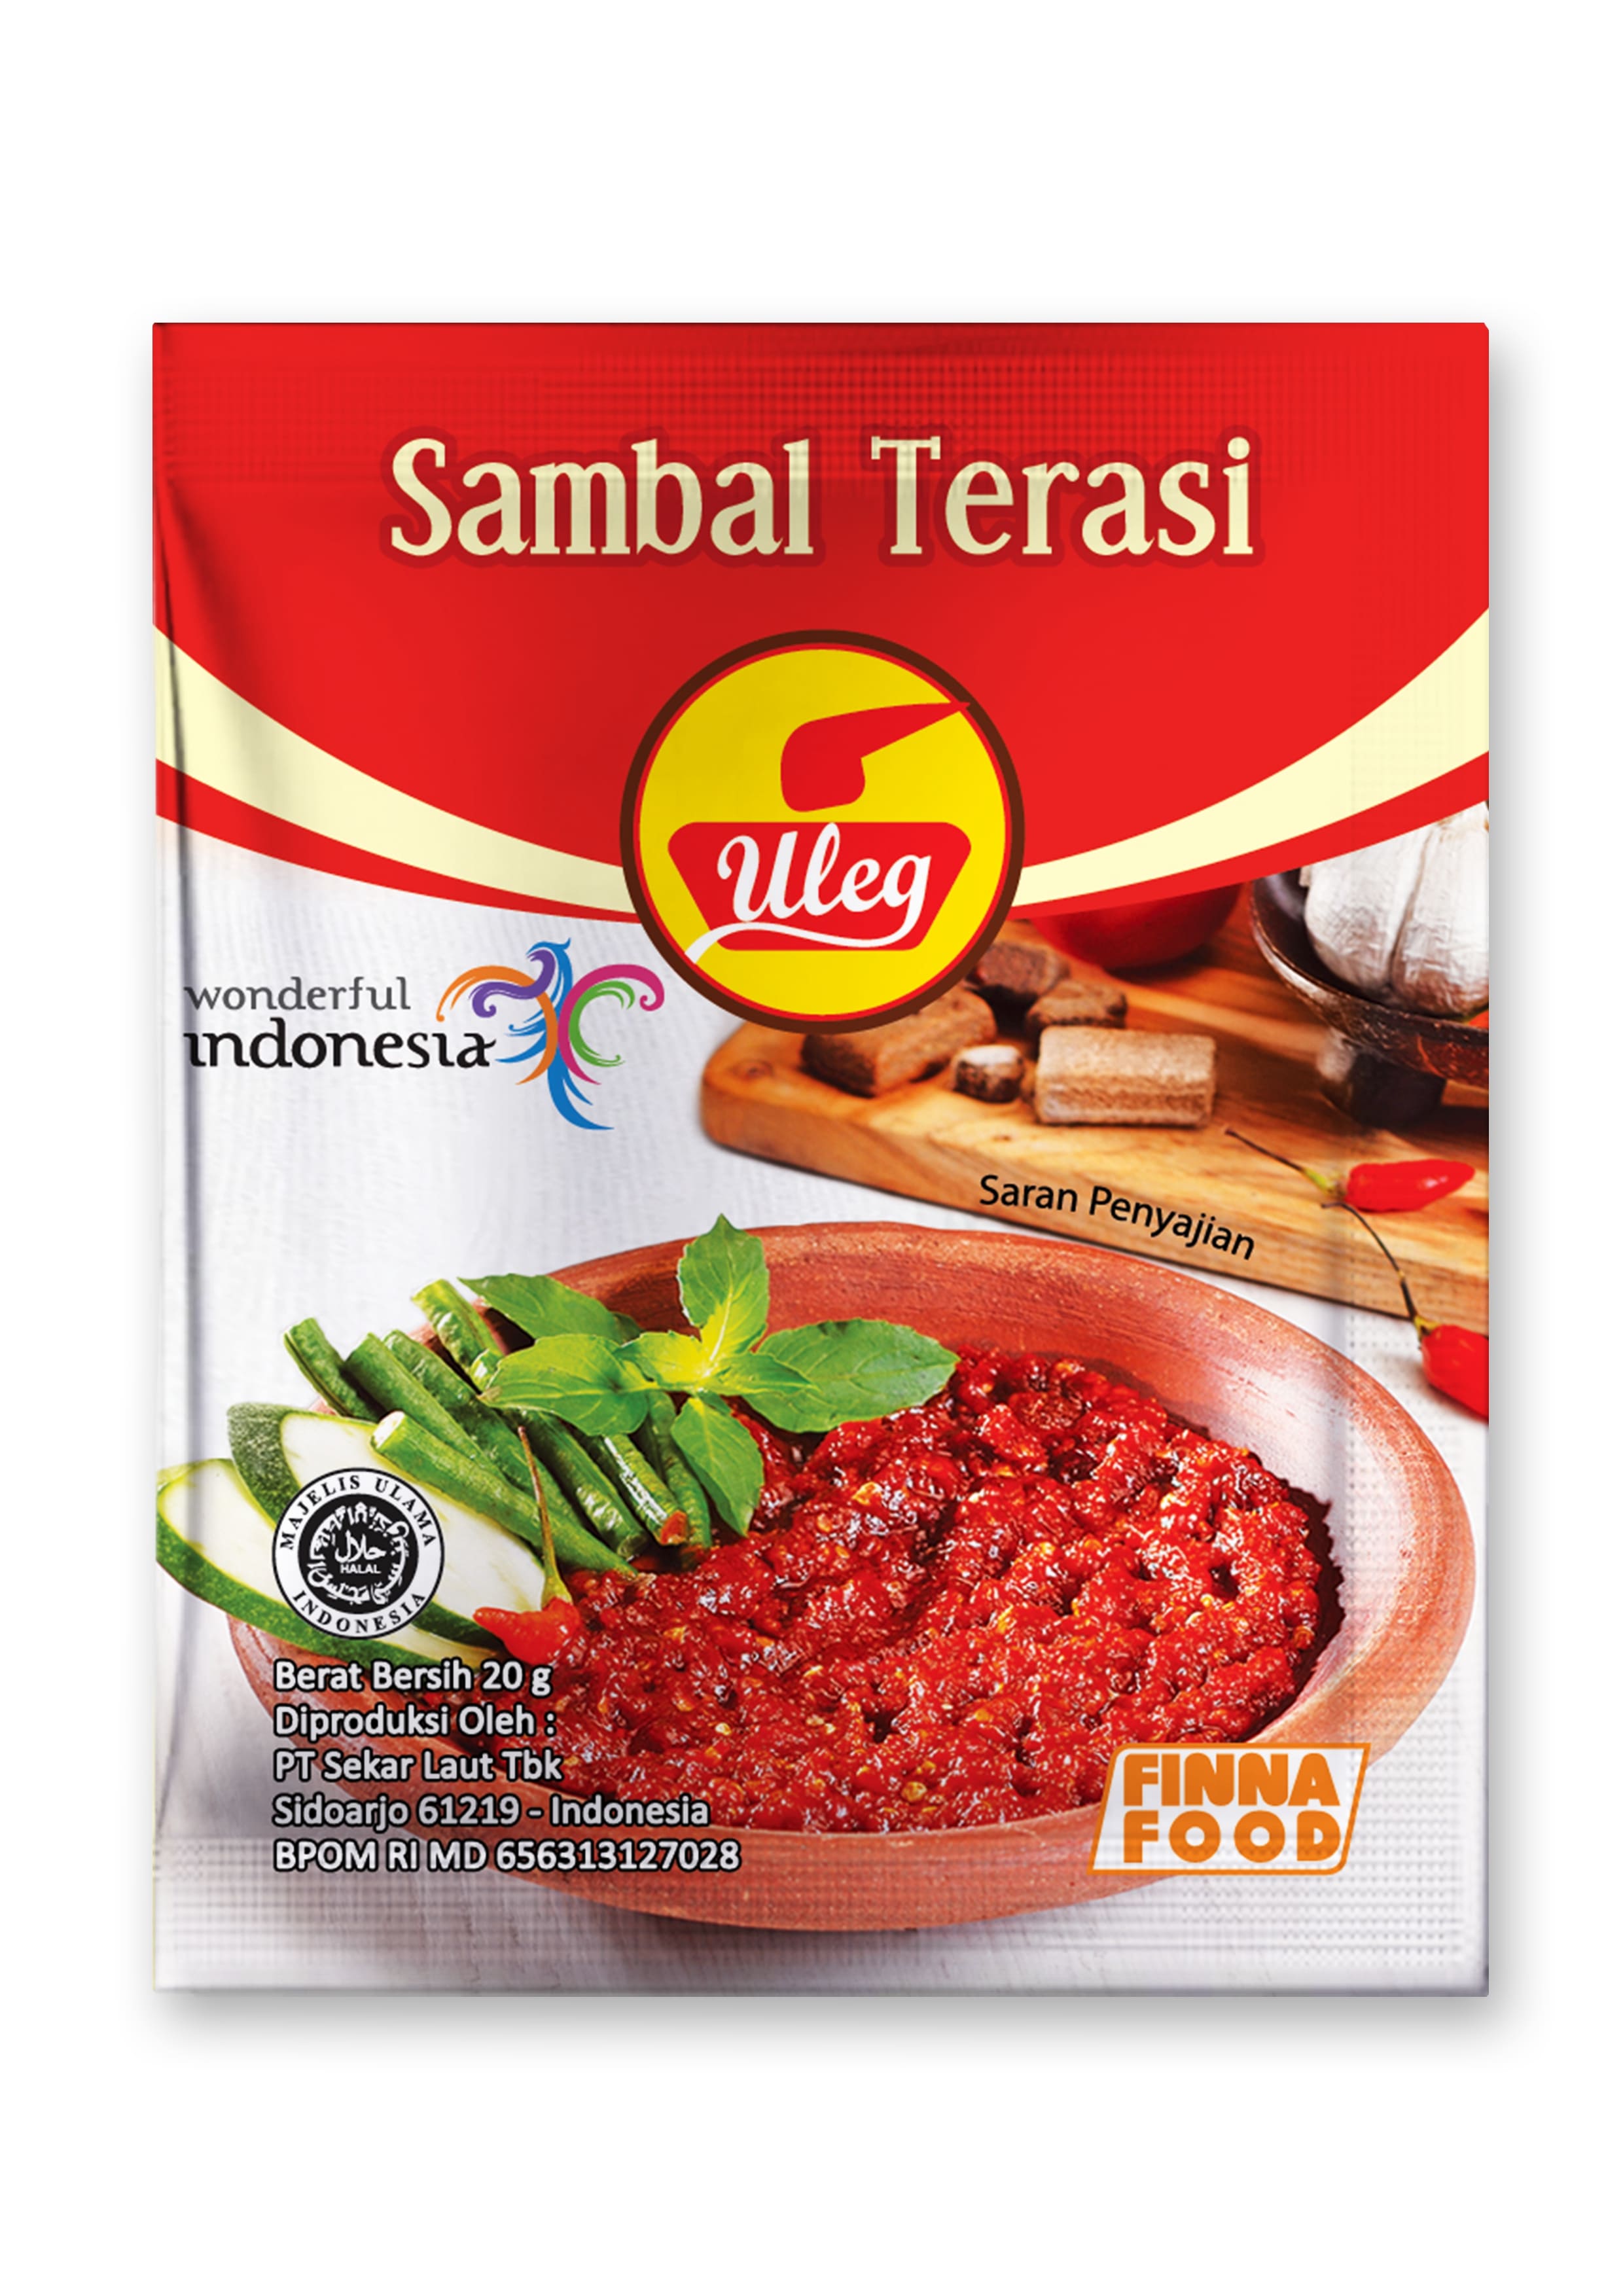 Sambal Terasi
Uleg
wonderful
indonesia
Saran Penyajian
MAJELIS ULAMA
حلال
HALAL
INDONESIA
Berat Bersih 20 g
Diproduksi Oleh :
PT Sekar Laut Tbk
Sidoarjo 61219 - Indonesia
BPOM RI MD 656313127028
FINNA
FOOD